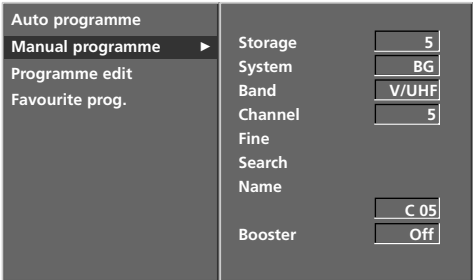 Auto programme
Manual programme ►
Programme edit
Favourite prog.
Storage 5
System BG
Band V/UHF
Channel 5
Fine
Search
Name
C 05
Booster Off